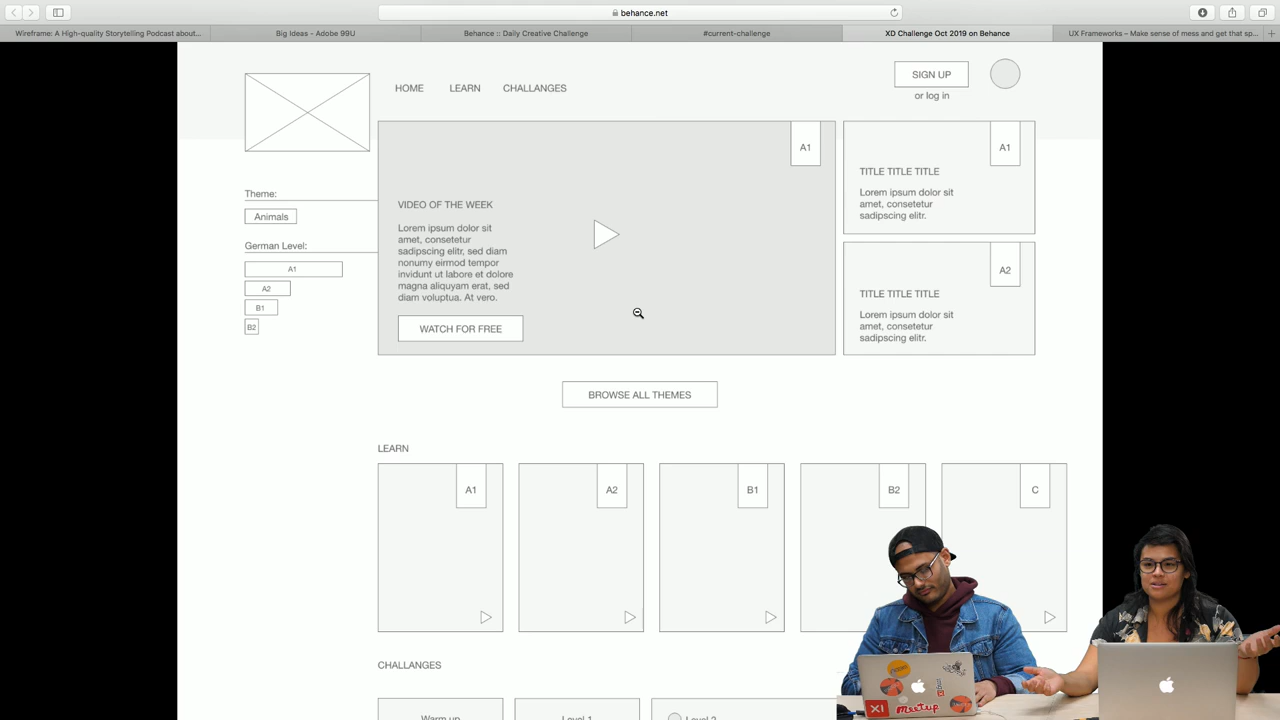 behance.net
Wireframe: A High-quality Storytelling Podcast about...
Big Ideas - Adobe 99U
Behance :: Daily Creative Challenge
#current-challenge
XD Challenge Oct 2019 on Behance
UX Frameworks – Make sense of mess and get that sp...
HOME
LEARN
CHALLANGES
SIGN UP
or log in
Theme:
Animals
German Level:
A1
A2
B1
B2
A1
VIDEO OF THE WEEK
Lorem ipsum dolor sit
amet, consetetur
sadipscing elitr, sed diam
nonumy eirmod tempor
invidunt ut labore et dolore
magna aliquyam erat, sed
diam voluptua. At vero.
WATCH FOR FREE
A1
TITLE TITLE TITLE
Lorem ipsum dolor sit
amet, consetetur
sadipscing elitr.
A2
TITLE TITLE TITLE
Lorem ipsum dolor sit
amet, consetetur
sadipscing elitr.
BROWSE ALL THEMES
LEARN
A1
A2
B1
B2
C
CHALLANGES
Warm up
Level 1
Level 2
XI
Meetup